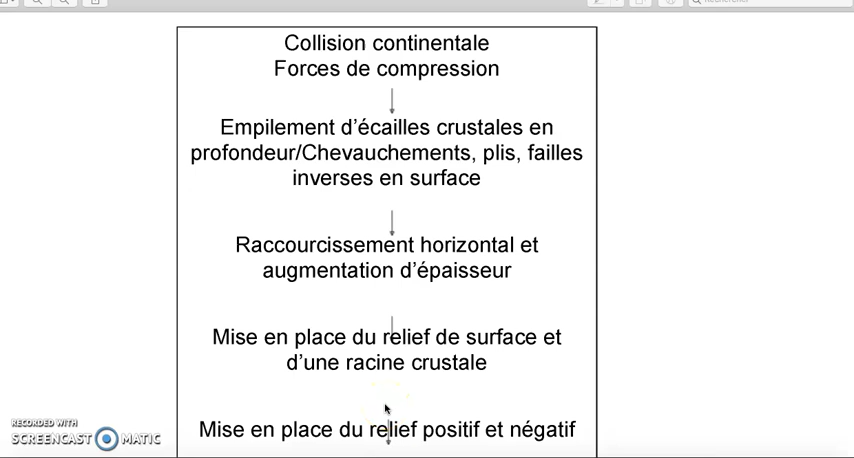 Rechercher
Collision continentale
Forces de compression
Empilement d'écailles crustales en
profondeur/Chevauchements, plis, failles
inverses en surface
Raccourcissement horizontal et
augmentation d'épaisseur
Mise en place du relief de surface et
d'une racine crustale
Mise en place du relief positif et négatif
RECORDED WITH
SCREENCAST MATIC